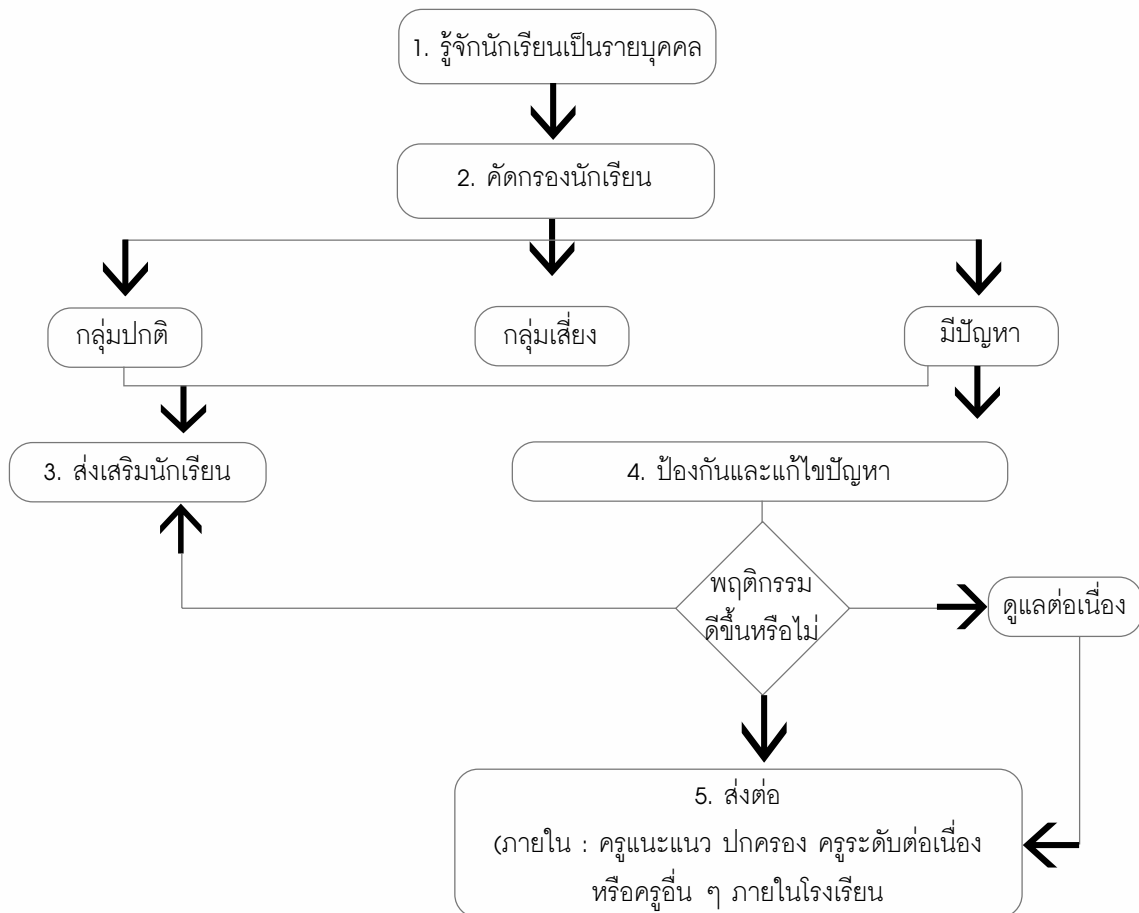 1. รู้จักนักเรียนเป็นรายบุคคล
2. คัดกรองนักเรียน
กลุ่มปกติ
กลุ่มเสี่ยง
มีปัญหา
3. ส่งเสริมนักเรียน
4. ป้องกันและแก้ไขปัญหา
พฤติกรรม
ดีขึ้นหรือไม่
ดูแลต่อเนื่อง
5. ส่งต่อ
(ภายใน : ครูแนะแนว ปกครอง ครูระดับต่อเนื่อง
หรือครูอื่น ๆ ภายในโรงเรียน